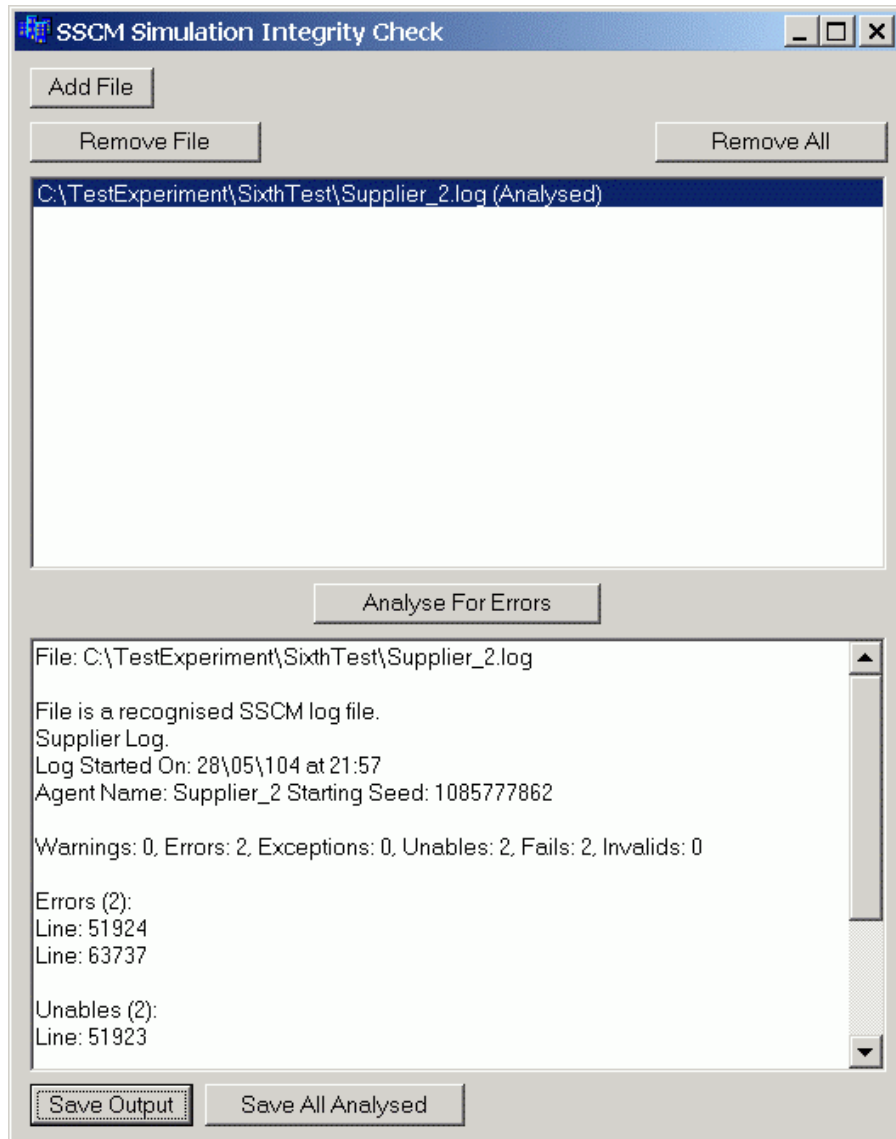 SSCM Simulation Integrity Check
Add File
Remove File
Remove All
C:\TestExperiment\SixthTest\Supplier_2.log (Analysed)
Analyse For Errors
File: C:\TestExperiment\SixthTest\Supplier_2.log
File is a recognised SSCM log file.
Supplier Log.
Log Started On: 28\05\104 at 21:57
Agent Name: Supplier_2 Starting Seed: 1085777862
Warnings: 0, Errors: 2, Exceptions: 0, Unables: 2, Fails: 2, Invalids: 0
Errors (2):
Line: 51924
Line: 63737
Unables (2):
Line: 51923
Save Output
Save All Analysed